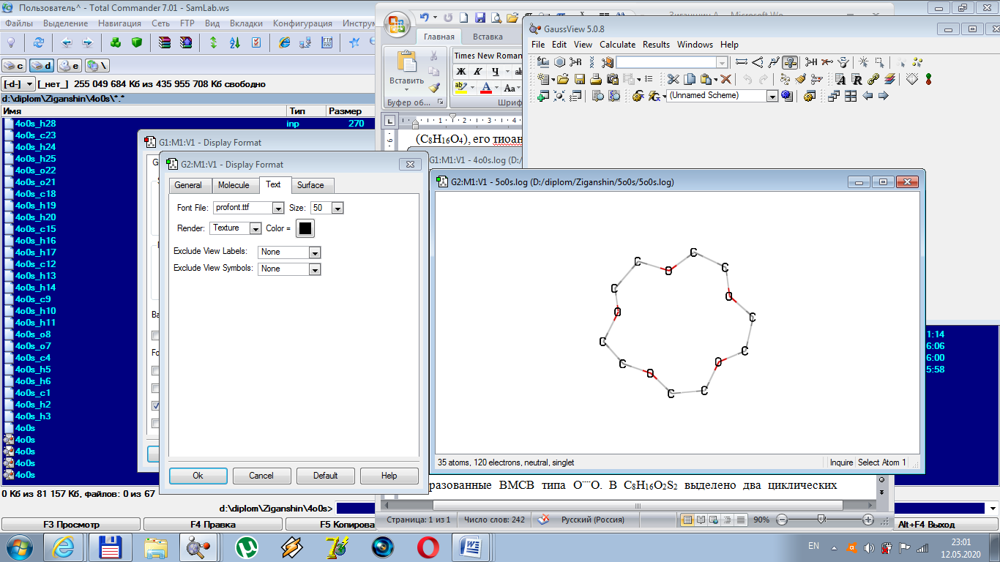 Пользователь^ - Total Commander 7.01 - SamLab.ws
Файлы Выделение Навигация Сеть FTP Вид Вкладки Конфигурация Инструм
c d e \
[-d-] [_нет_] 255 049 684 Кб из 435 955 708 Кб свободно
d:\diplom\Ziganshin\4o0s\*.*
Имя Тип Размер
4o0s_h28 inp 270
4o0s_c23
4o0s_h24
4o0s_h25
4o0s_o22
4o0s_o21
4o0s_c18
4o0s_h19
4o0s_h20
4o0s_c15
4o0s_h16
4o0s_h17
4o0s_c12
4o0s_h13
4o0s_h14
4o0s_c9
4o0s_h10
4o0s_h11
4o0s_o8
4o0s_o7
4o0s_c4
4o0s_h5
4o0s_h6
4o0s_c1
4o0s_h2
4o0s_h3
4o0s
4o0s
4o0s
4o0s
4o0s
0 Кб из 81 157 Кб, файлов: 0 из 67
d:\diplom\Ziganshin\4o0s>
F3 Просмотр F4 Правка F5 Копирова Alt+F4 Выход
1:14
6:06
6:00
5:58
Главная Вставка
Вставить
Буфер об...
Times New Roman
Ж К Ч
Aa
Шриф
1 2 3 4
(C8H16O4), его тиоан
разованные ВМСВ типа O---O. В C8H16O2S2 выделено два циклических
Страница: 1 из 1 Число слов: 242 Русский (Россия) 90%
GaussView 5.0.8
File Edit View Calculate Results Windows Help
(Unnamed Scheme)
G1:M1:V1 - Display Format
G1:M1:V1 - 4o0s.log (D:/
G2:M1:V1 - Display Format
General Molecule Text Surface
Font File: profont.ttf Size: 50
Render: Texture Color =
Exclude View Labels: None
Exclude View Symbols: None
Ok Cancel Default Help
G2:M1:V1 - 5o0s.log (D:/diplom/Ziganshin/5o0s/5o0s.log)
C
C
O
C
C
O
O
C
C
C
C
O
O
C
C
35 atoms, 120 electrons, neutral, singlet Inquire Select Atom 1
EN 23:01
12.05.2020